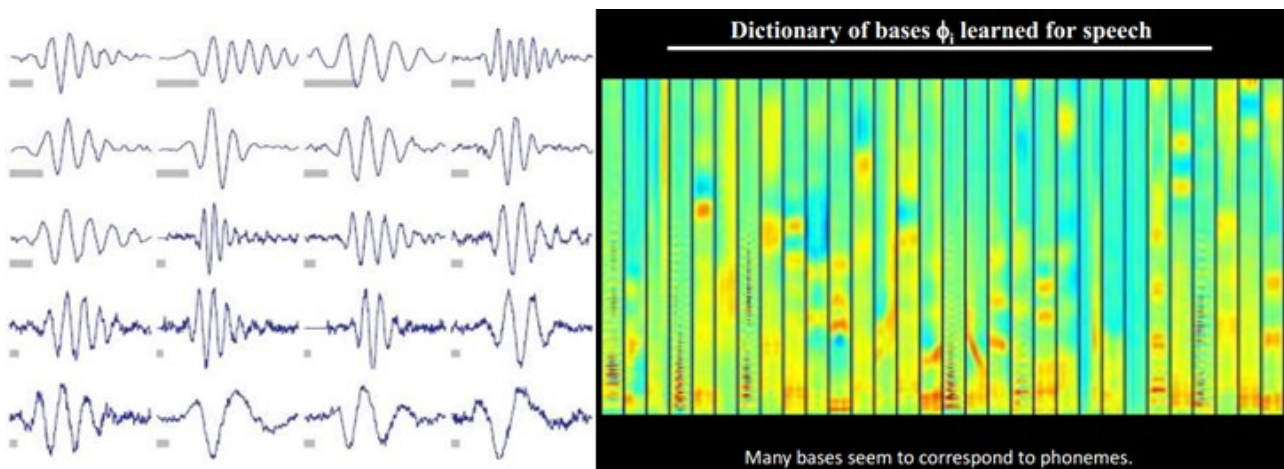 Dictionary of bases ϕi learned for speech
Many bases seem to correspond to phonemes.